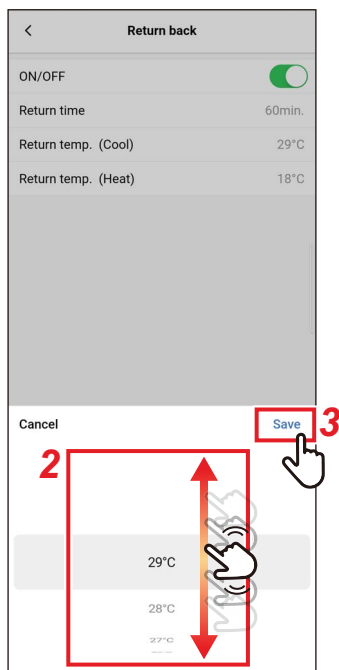 Return back
ON/OFF
Return time 60min.
Return temp. (Cool) 29°C
Return temp. (Heat) 18°C
Cancel Save 3
2
29°C
28°C
27°C